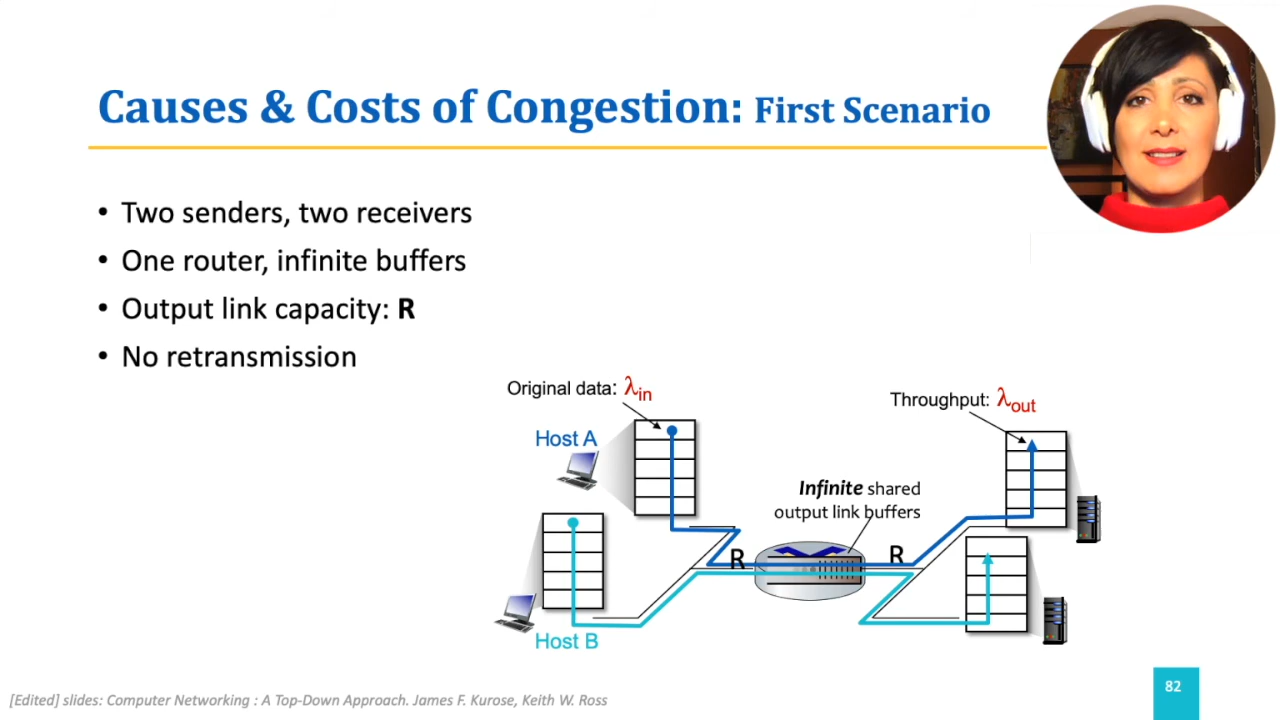 Causes & Costs of Congestion: First Scenario
• Two senders, two receivers
• One router, infinite buffers
• Output link capacity: R
• No retransmission
Original data: λin
Throughput: λout
Host A
Infinite shared
output link buffers
R
R
Host B
[Edited] slides: Computer Networking : A Top-Down Approach. James F. Kurose, Keith W. Ross
82